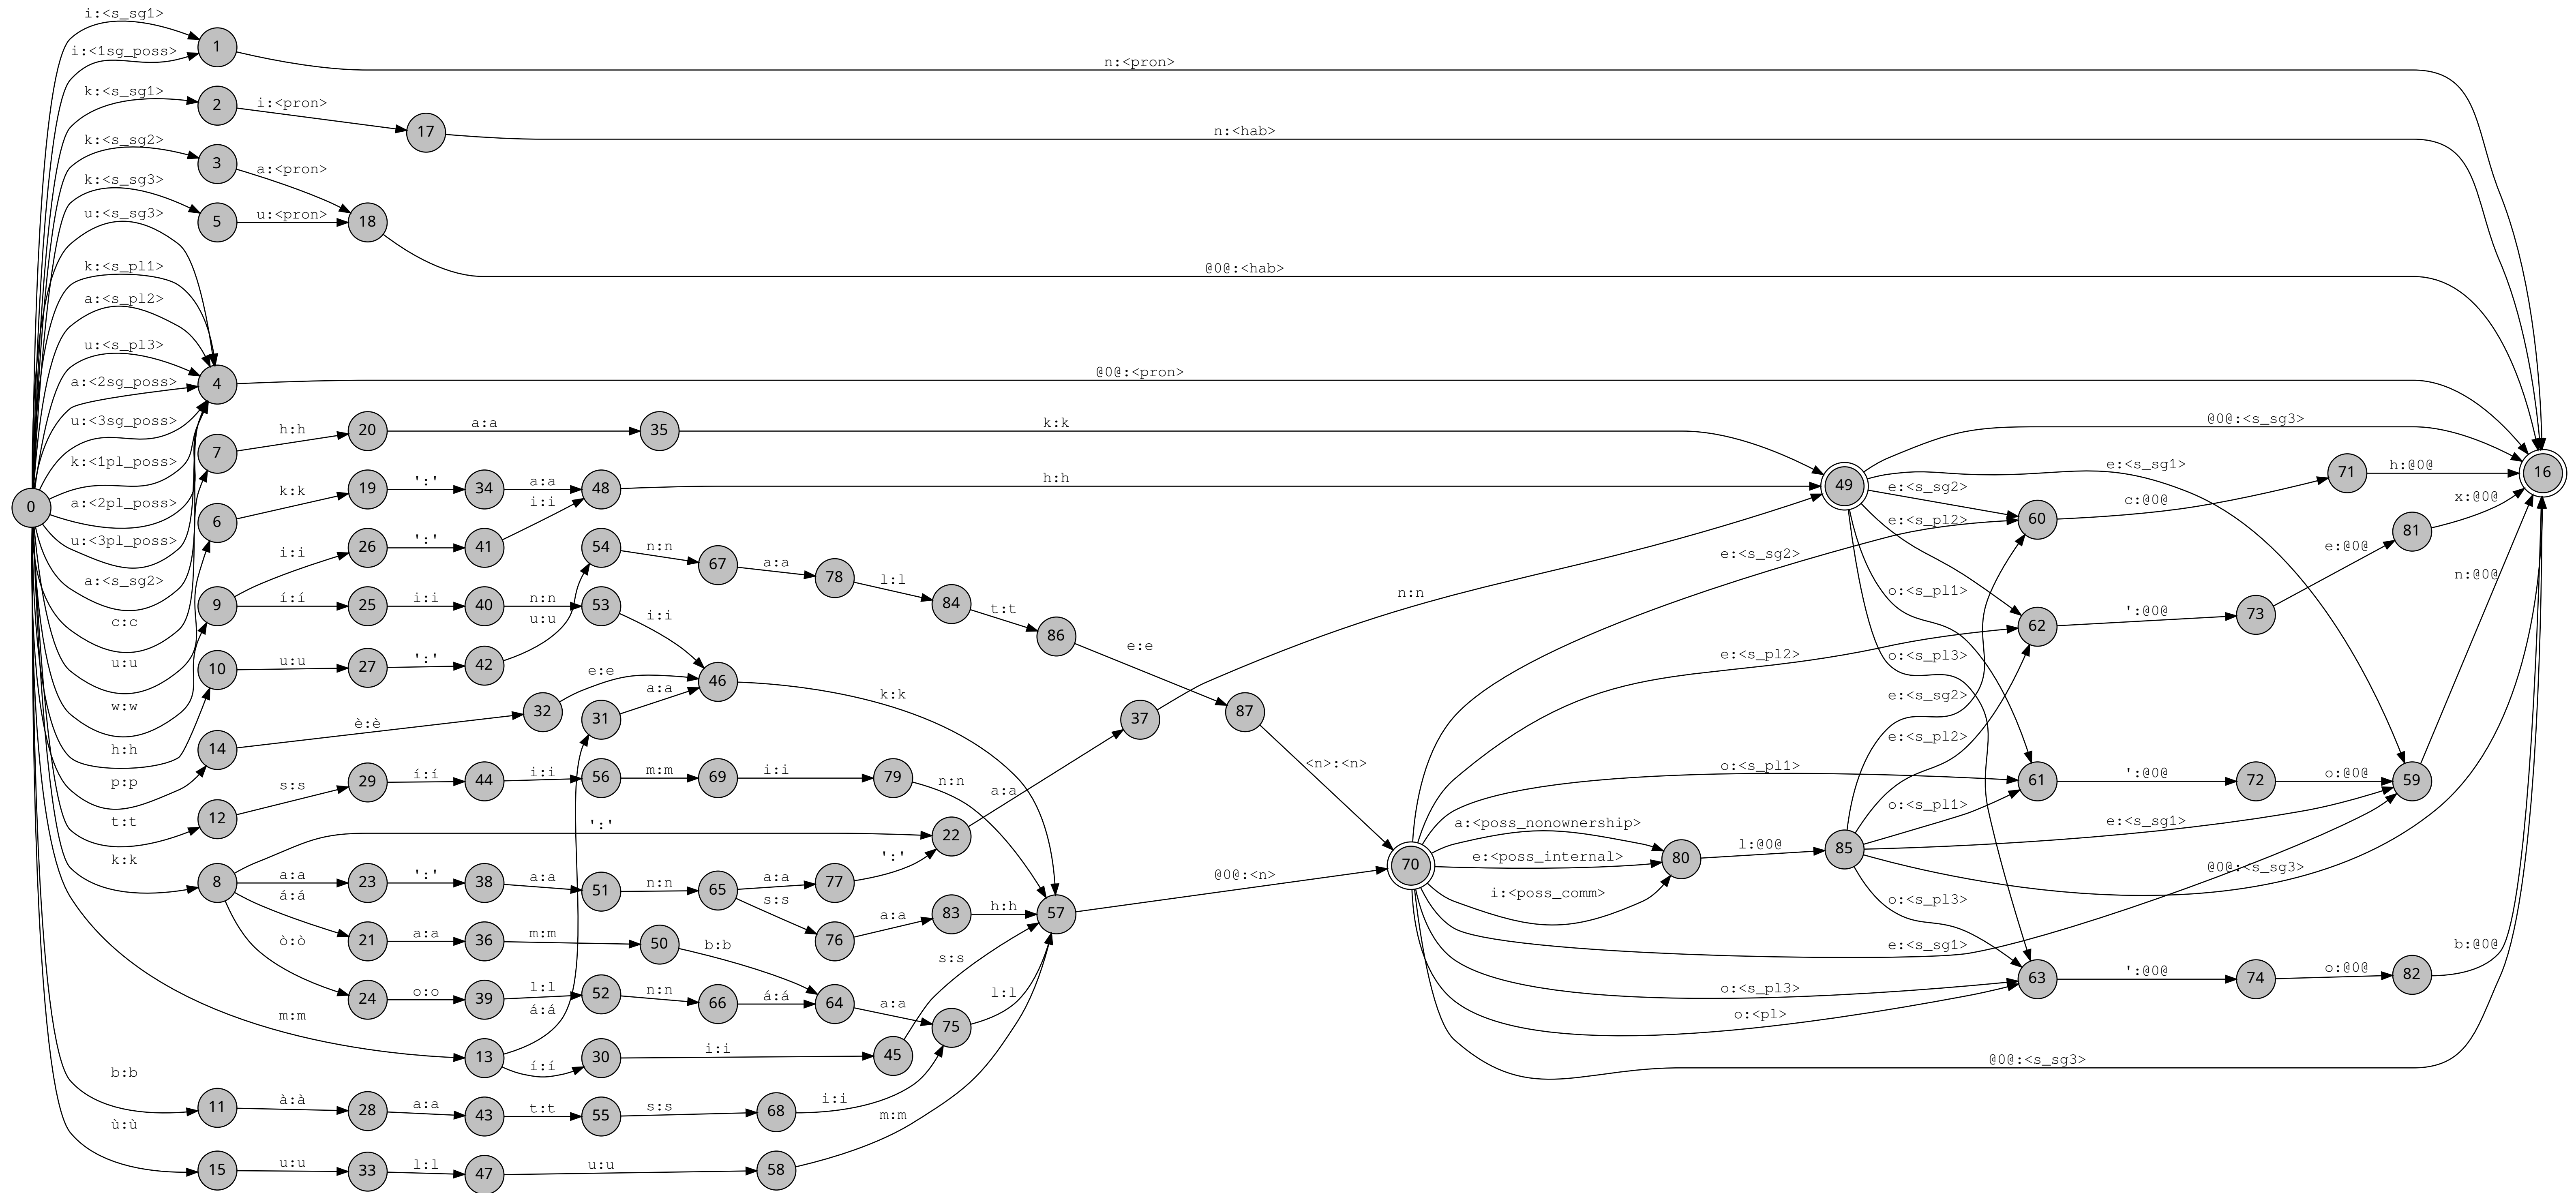 i:<s_sg1>
i:<1sg_poss>
1
n:<pron>
k:<s_sg1>
2
i:<pron>
17
n:<hab>
k:<s_sg2>
3
a:<pron>
k:<s_sg3>
5
u:<pron>
18
@0@:<hab>
u:<s_sg3>
k:<s_pl1>
a:<s_pl2>
u:<s_pl3>
a:<2sg_poss>
4
@0@:<pron>
u:<3sg_poss>
k:<1pl_poss>
a:<2pl_poss>
u:<3pl_poss>
a:<s_sg2>
0
c:c
u:u
w:w
h:h
p:p
t:t
k:k
m:m
b:b
ù:ù
7
h:h
20
a:a
35
k:k
6
k:k
19
':'
34
a:a
48
h:h
49
9
i:i
26
':'
41
i:i
í:í
25
i:i
40
n:n
53
i:i
10
u:u
27
':'
42
u:u
54
n:n
67
a:a
78
l:l
84
t:t
86
e:e
87
<n>:<n>
14
è:è
32
e:e
46
k:k
31
a:a
12
s:s
29
í:í
44
i:i
56
m:m
69
i:i
79
n:n
8
':'
22
a:a
37
n:n
a:a
23
':'
38
a:a
51
n:n
65
a:a
77
':'
s:s
76
a:a
83
h:h
57
@0@:<n>
70
á:á
21
a:a
36
m:m
50
b:b
ò:ò
24
o:o
39
l:l
52
n:n
66
á:á
64
a:a
75
l:l
13
á:á
í:í
30
i:i
45
s:s
11
à:à
28
a:a
43
t:t
55
s:s
68
i:i
15
u:u
33
l:l
47
u:u
58
m:m
@0@:<s_sg3>
e:<s_sg1>
e:<s_sg2>
e:<s_pl2>
o:<s_pl1>
o:<s_pl3>
e:<s_sg2>
e:<s_pl2>
o:<s_pl1>
a:<poss_nonownership>
e:<poss_internal>
i:<poss_comm>
80
l:@0@
85
e:<s_sg2>
e:<s_pl2>
o:<s_pl1>
e:<s_sg1>
@0@:<s_sg3>
o:<s_pl3>
e:<s_sg1>
o:<s_pl3>
o:<pl>
@0@:<s_sg3>
60
c:@0@
71
h:@0@
16
62
':@0@
73
e:@0@
81
x:@0@
61
':@0@
72
o:@0@
59
n:@0@
63
':@0@
74
o:@0@
82
b:@0@